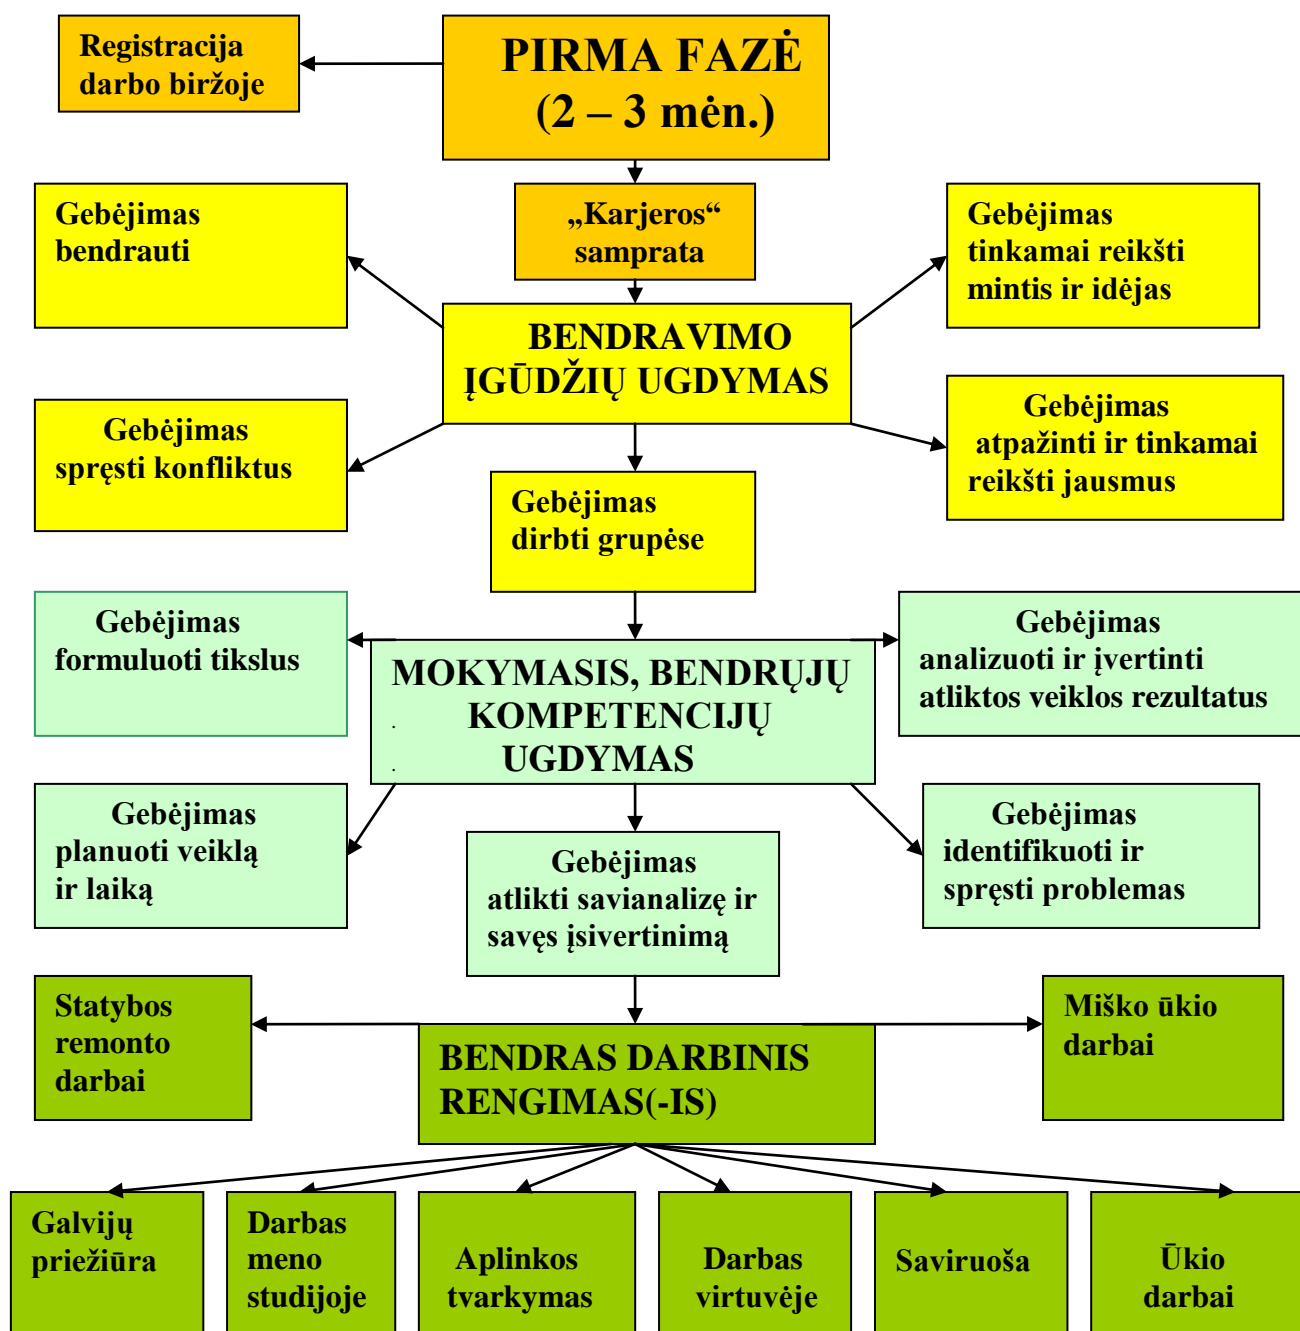 Registracija
darbo biržoje
PIRMA FAZĖ
(2 – 3 mėn.)
Gebėjimas
bendrauti
„Karjeros“
samprata
Gebėjimas
tinkamai reikšti
mintis ir idėjas
BENDRAVIMO
ĮGŪDŽIŲ UGDYMAS
Gebėjimas
spręsti konfliktus
Gebėjimas
atpažinti ir tinkamai
reikšti jausmus
Gebėjimas
dirbti grupėse
Gebėjimas
formuluoti tikslus
MOKYMASIS, BENDRŲJŲ
. KOMPETENCIJŲ
. UGDYMAS
Gebėjimas
analizuoti ir įvertinti
atliktos veiklos rezultatus
Gebėjimas
planuoti veiklą
ir laiką
Gebėjimas
atlikti savianalizę ir
savęs įsivertinimą
Gebėjimas
identifikuoti ir
spręsti problemas
Statybos
remonto
darbai
BENDRAS DARBINIS
RENGIMAS(-IS)
Miško ūkio
darbai
Galvijų
priežiūra
Darbas
meno
studijoje
Aplinkos
tvarkymas
Darbas
virtuvėje
Saviruoša
Ūkio
darbai